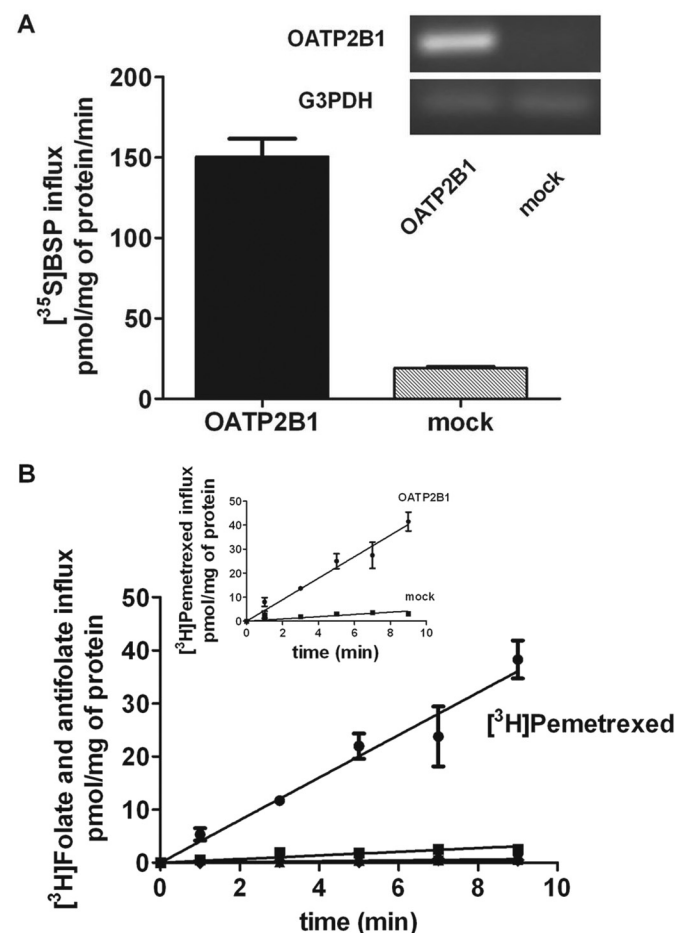 A
OATP2B1
G3PDH
OATP2B1
mock
[³⁵S]BSP influx
pmol/mg of protein/min
200
150
100
50
0
OATP2B1
mock
B
[³H]Pemetrexed influx
pmol/mg of protein
50
40
30
20
10
0
OATP2B1
mock
0 2 4 6 8 10
time (min)
[³H]Folate and antifolate influx
pmol/mg of protein
50
40
30
20
10
0
[³H]Pemetrexed
0 2 4 6 8 10
time (min)